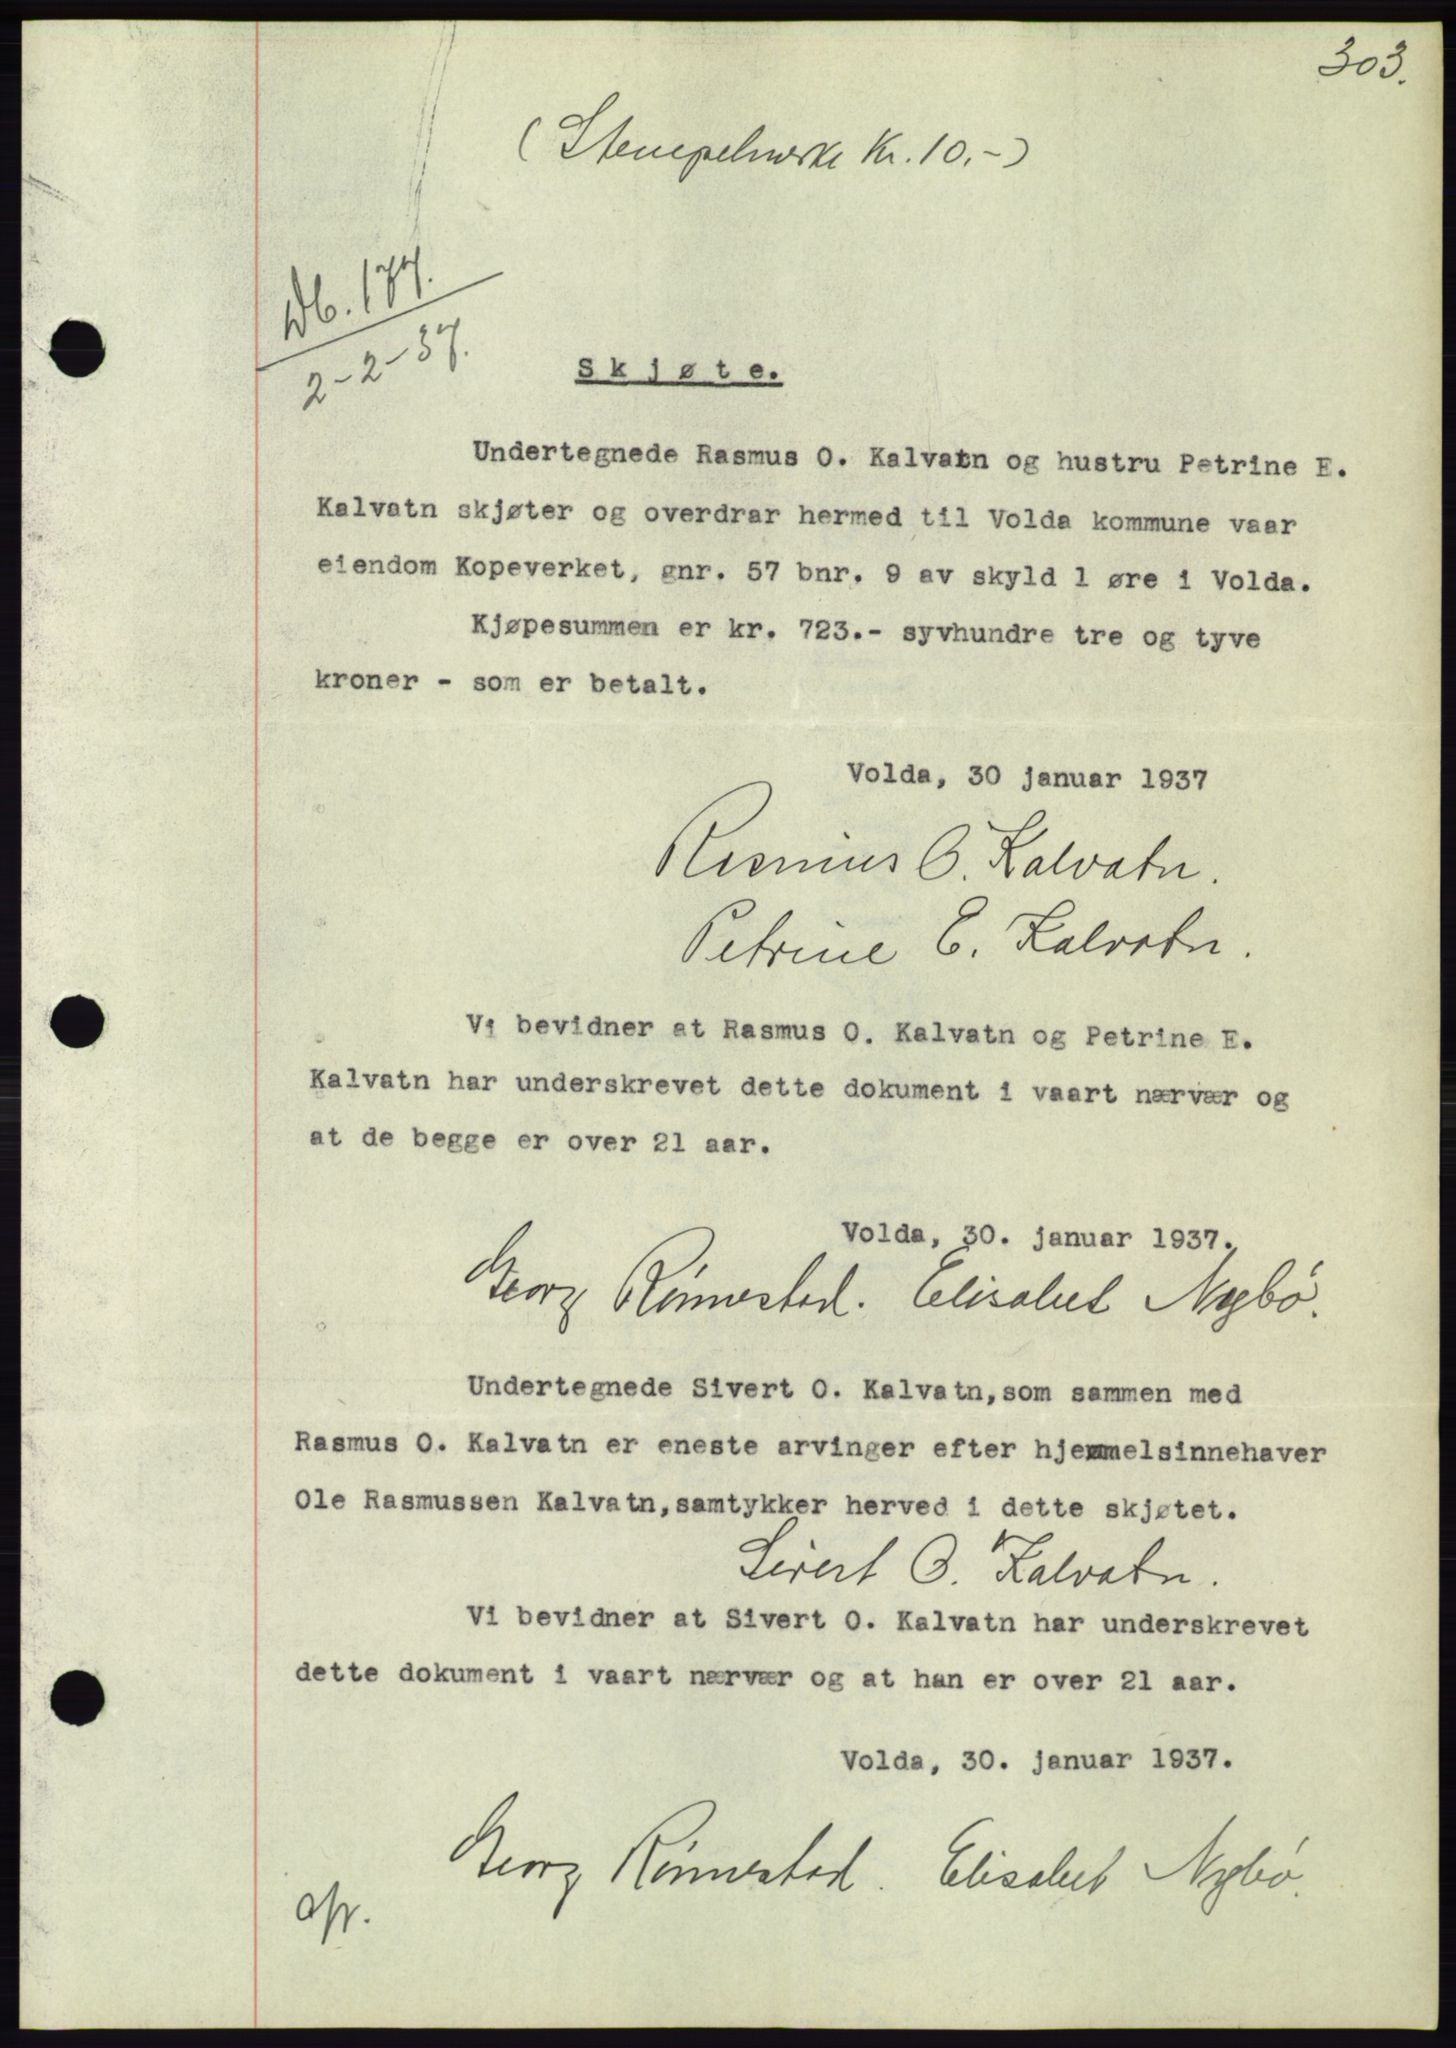 303.
(Stempelmerke Kr. 10.-)
Db. 177.
2-2-37.
Skjøte.
Undertegnede Rasmus O. Kalvatn og hustru Petrine E.
Kalvatn skjøter og overdrar hermed til Volda kommune vaar
eiendom Kopeverket, gnr. 57 bnr. 9 av skyld 1 øre i Volda.
Kjøpesummen er kr. 723.- syvhundre tre og tyve
kroner - som er betalt.
Volda, 30 januar 1937
Rasmus O. Kalvatn.
Petrine E. Kalvatn.
Vi bevidner at Rasmus O. Kalvatn og Petrine E.
Kalvatn har underskrevet dette dokument i vaart nærvær og
at de begge er over 21 aar.
Volda, 30. januar 1937.
Georg Rönnestad. Elisabet Nybö.
Undertegnede Sivert O. Kalvatn,som sammen med
Rasmus O. Kalvatn er eneste arvinger efter hjemmelsinnehaver
Ole Rasmussen Kalvatn,samtykker herved i dette skjøtet.
Sivert O. Kalvatn.
Vi bevidner at Sivert O. Kalvatn har underskrevet
dette dokument i vaart nærvær og at han er over 21 aar.
Volda, 30. januar 1937.
Georg Rönnestad. Elisabet Nybö.